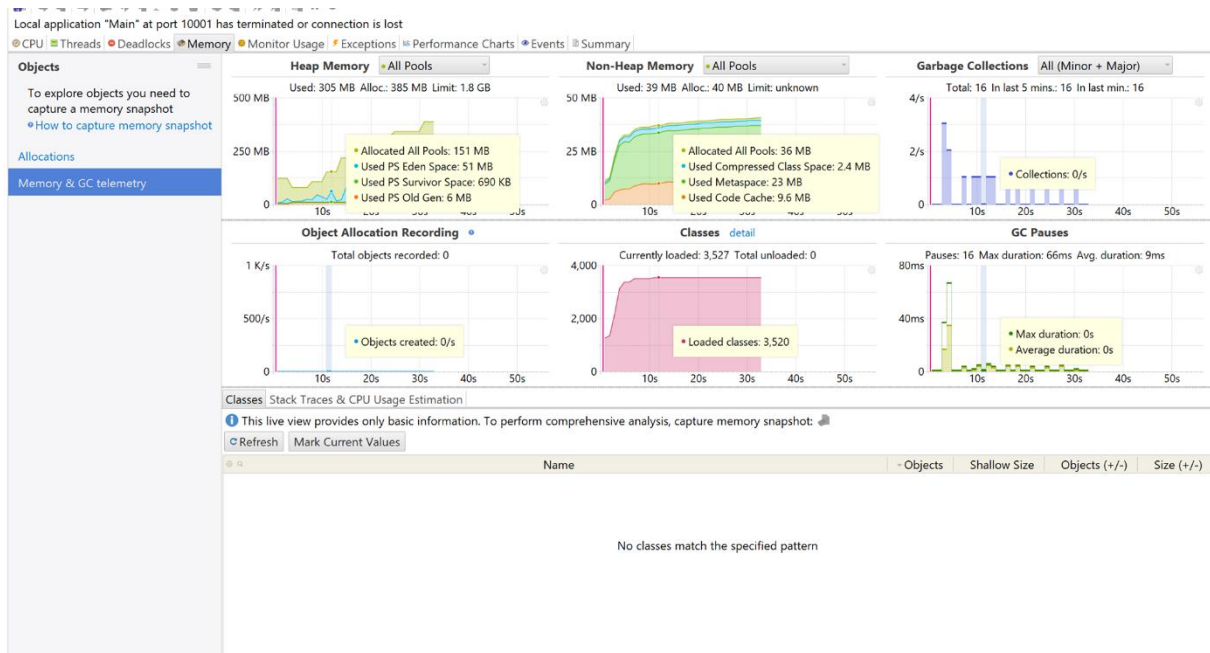 Local application "Main" at port 10001 has terminated or connection is lost
CPU Threads Deadlocks Memory Monitor Usage Exceptions Performance Charts Events Summary
Objects
To explore objects you need to
capture a memory snapshot
How to capture memory snapshot
Allocations
Memory & GC telemetry
Heap Memory All Pools
Used: 305 MB Alloc.: 385 MB Limit: 1.8 GB
500 MB
250 MB
0
Allocated All Pools: 151 MB
Used PS Eden Space: 51 MB
Used PS Survivor Space: 690 KB
Used PS Old Gen: 6 MB
10s 20s 30s 40s 50s
Non-Heap Memory All Pools
Used: 39 MB Alloc.: 40 MB Limit: unknown
50 MB
25 MB
0
Allocated All Pools: 36 MB
Used Compressed Class Space: 2.4 MB
Used Metaspace: 23 MB
Used Code Cache: 9.6 MB
10s 20s 30s 40s 50s
Garbage Collections All (Minor + Major)
Total: 16 In last 5 mins.: 16 In last min.: 16
4/s
2/s
0
Collections: 0/s
10s 20s 30s 40s 50s
Object Allocation Recording
Total objects recorded: 0
1 K/s
500/s
0
Objects created: 0/s
10s 20s 30s 40s 50s
Classes detail
Currently loaded: 3,527 Total unloaded: 0
4,000
2,000
0
Loaded classes: 3,520
10s 20s 30s 40s 50s
GC Pauses
Pauses: 16 Max duration: 66ms Avg. duration: 9ms
80ms
40ms
0
Max duration: 0s
Average duration: 0s
10s 20s 30s 40s 50s
Classes Stack Traces & CPU Usage Estimation
This live view provides only basic information. To perform comprehensive analysis, capture memory snapshot:
Refresh Mark Current Values
Name Objects Shallow Size Objects (+/-) Size (+/-)
No classes match the specified pattern